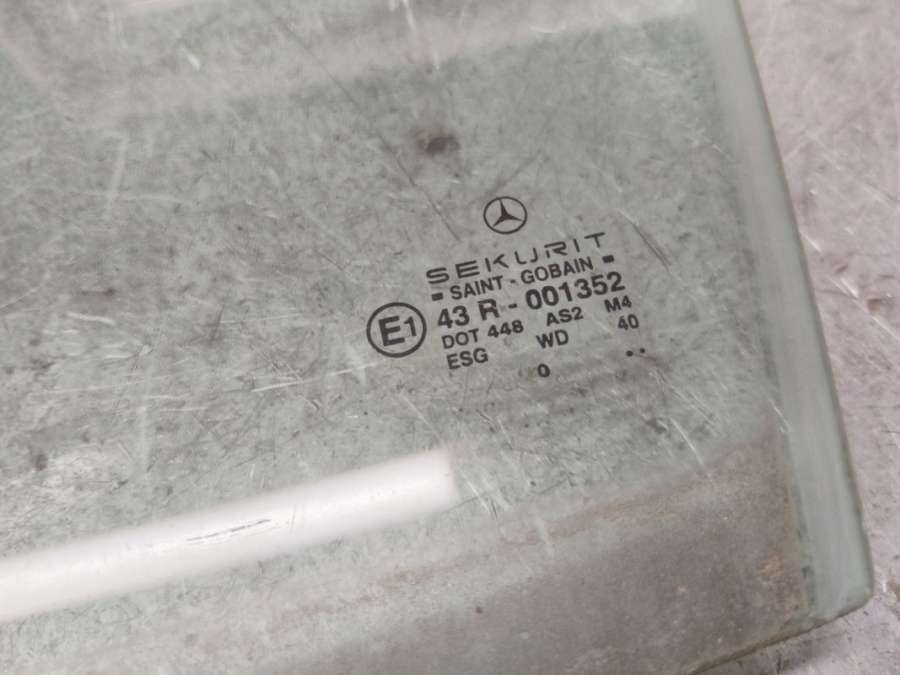 SEKURIT
SAINT - GOBAIN
E1 43 R - 001352
DOT 448 AS2 M4
ESG WD 40
0 ..